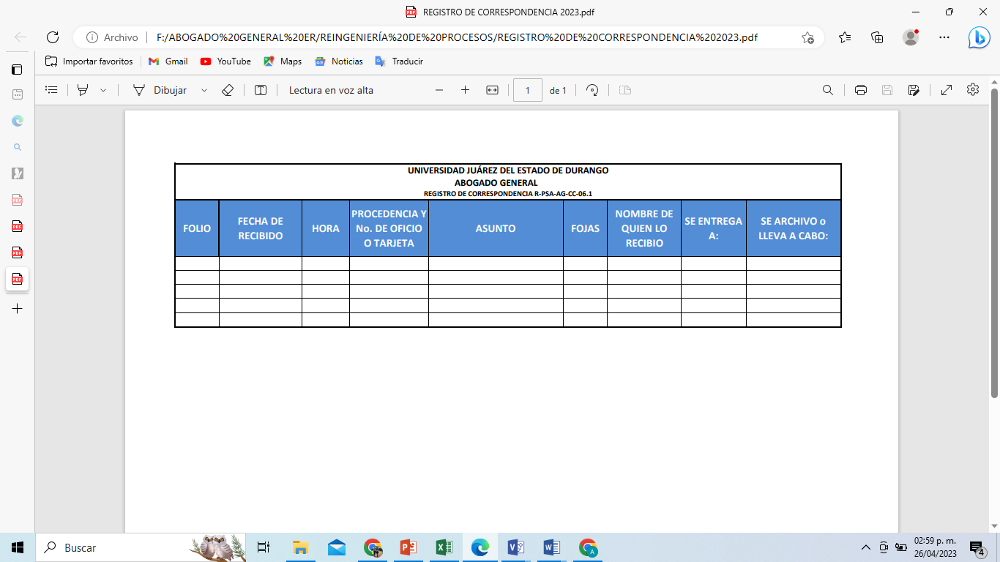 REGISTRO DE CORRESPONDENCIA 2023.pdf
Archivo
F:/ABOGADO%20GENERAL%20ER/REINGENIERÍA%20DE%20PROCESOS/REGISTRO%20DE%20CORRESPONDENCIA%202023.pdf
Importar favoritos
Gmail
YouTube
Maps
Noticias
Traducir
Dibujar
Lectura en voz alta
1
de 1
UNIVERSIDAD JUÁREZ DEL ESTADO DE DURANGO
ABOGADO GENERAL
REGISTRO DE CORRESPONDENCIA R-PSA-AG-CC-06.1
FOLIO
FECHA DE
RECIBIDO
HORA
PROCEDENCIA Y
No. DE OFICIO
O TARJETA
ASUNTO
FOJAS
NOMBRE DE
QUIEN LO
RECIBIO
SE ENTREGA
A:
SE ARCHIVO o
LLEVA A CABO:
Buscar
02:59 p. m.
26/04/2023
4